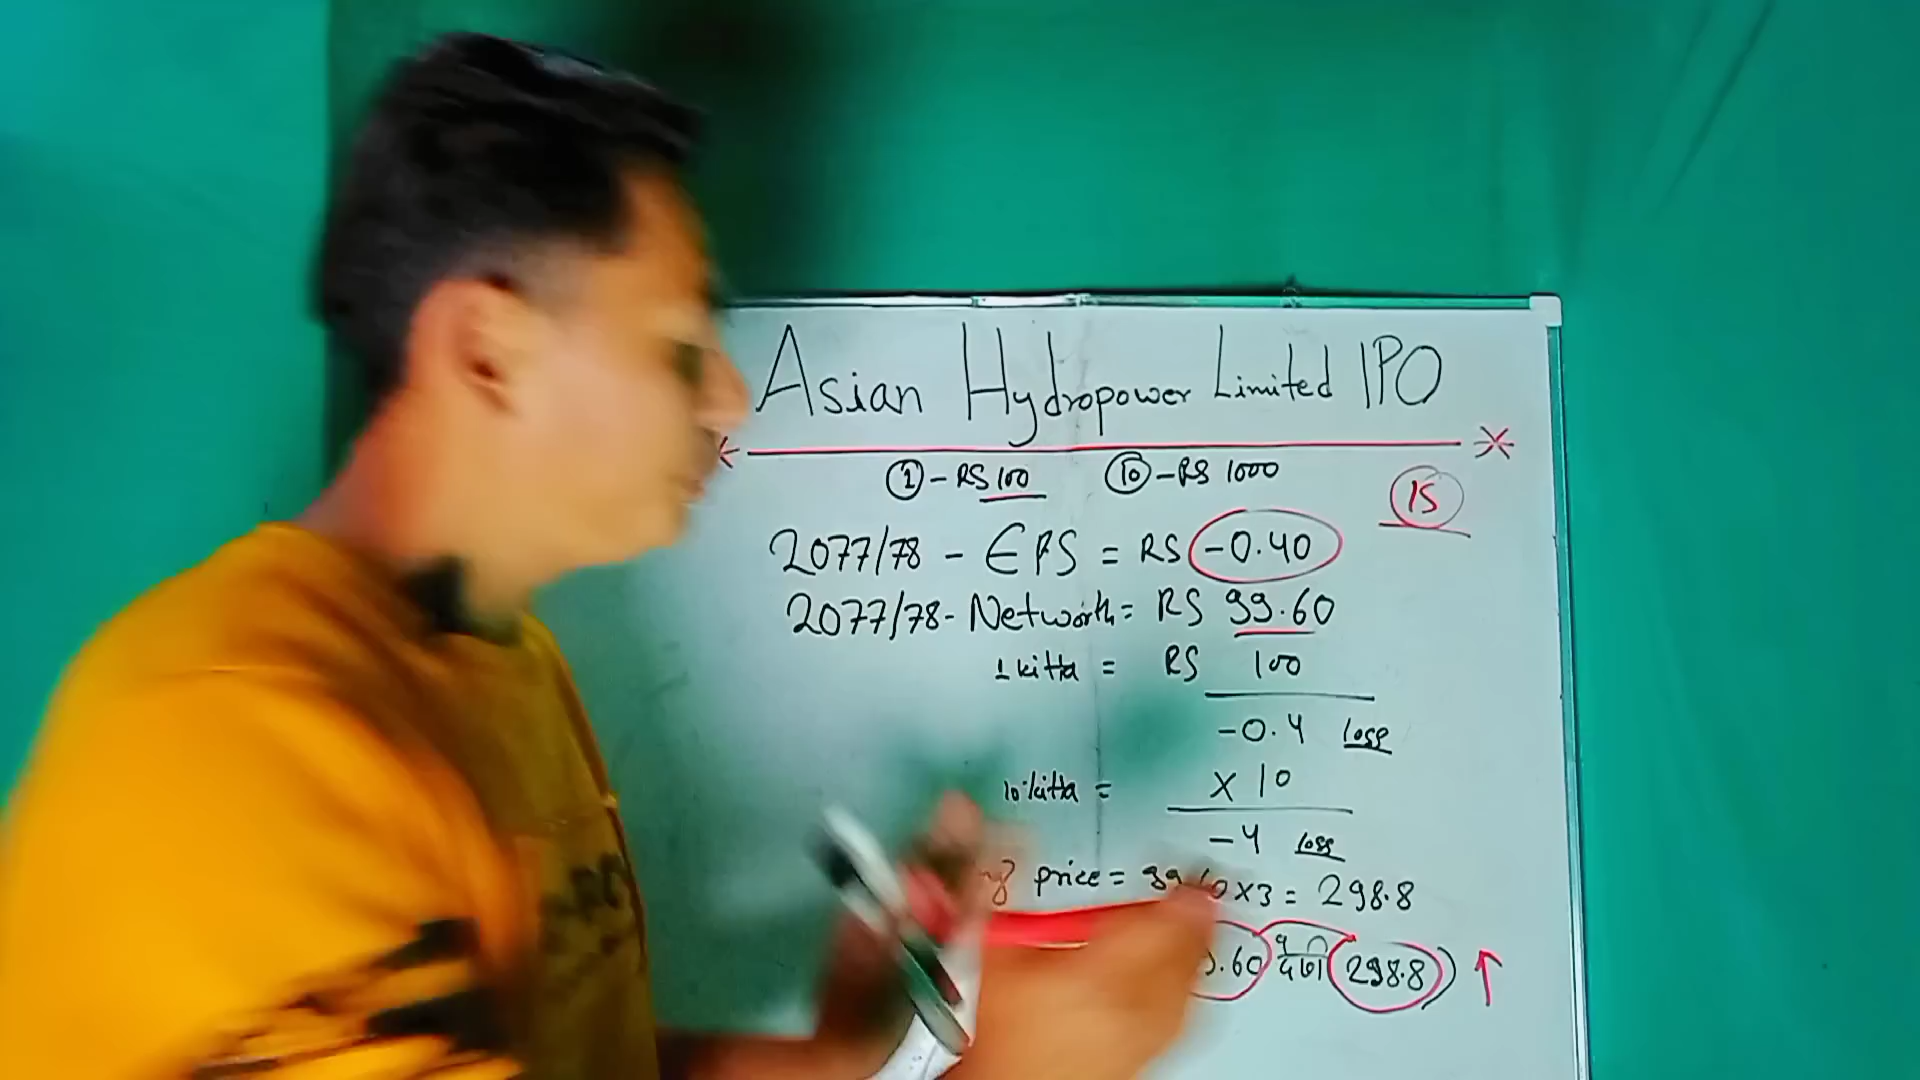 Asian Hydropower Limited IPO
① - RS 100 ⑩ - RS 1000
15
2077/78 - EPS = RS -0.40
2077/78 - Networth = RS 99.60
1 kitta = RS 100
-0.4 loss
10 kitta = x 10
-4 loss
price = x3 = 298.8
.60 298.8) ↑